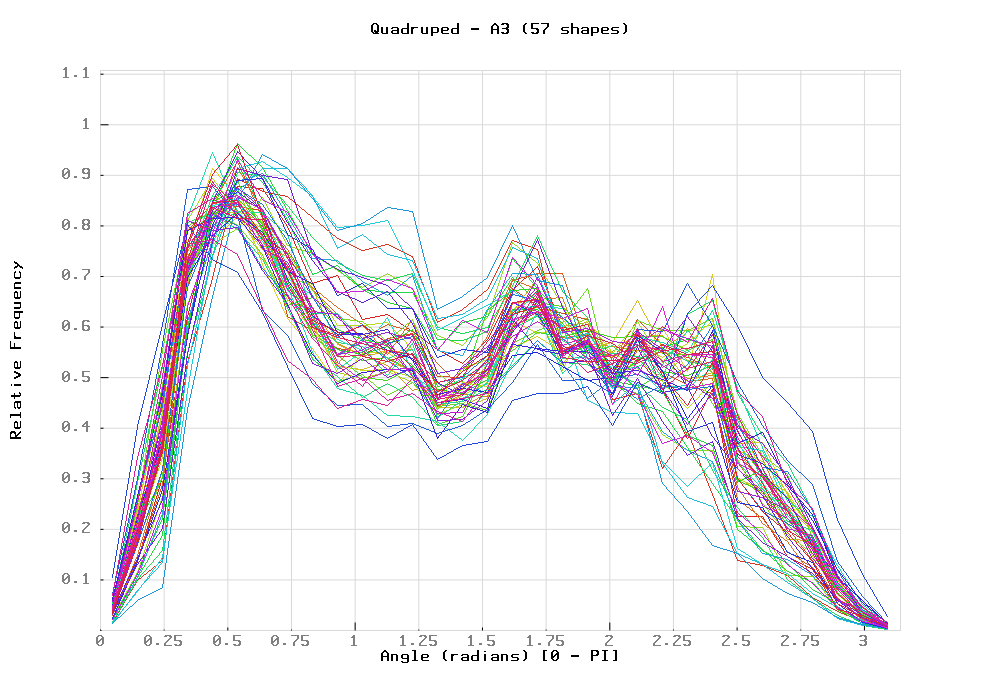 Quadruped - A3 (57 shapes)
1.1
1
0.9
0.8
0.7
0.6
0.5
0.4
0.3
0.2
0.1
Relative Frequency
0 0.25 0.5 0.75 1 1.25 1.5 1.75 2 2.25 2.5 2.75 3
Angle (radians) [0 - PI]